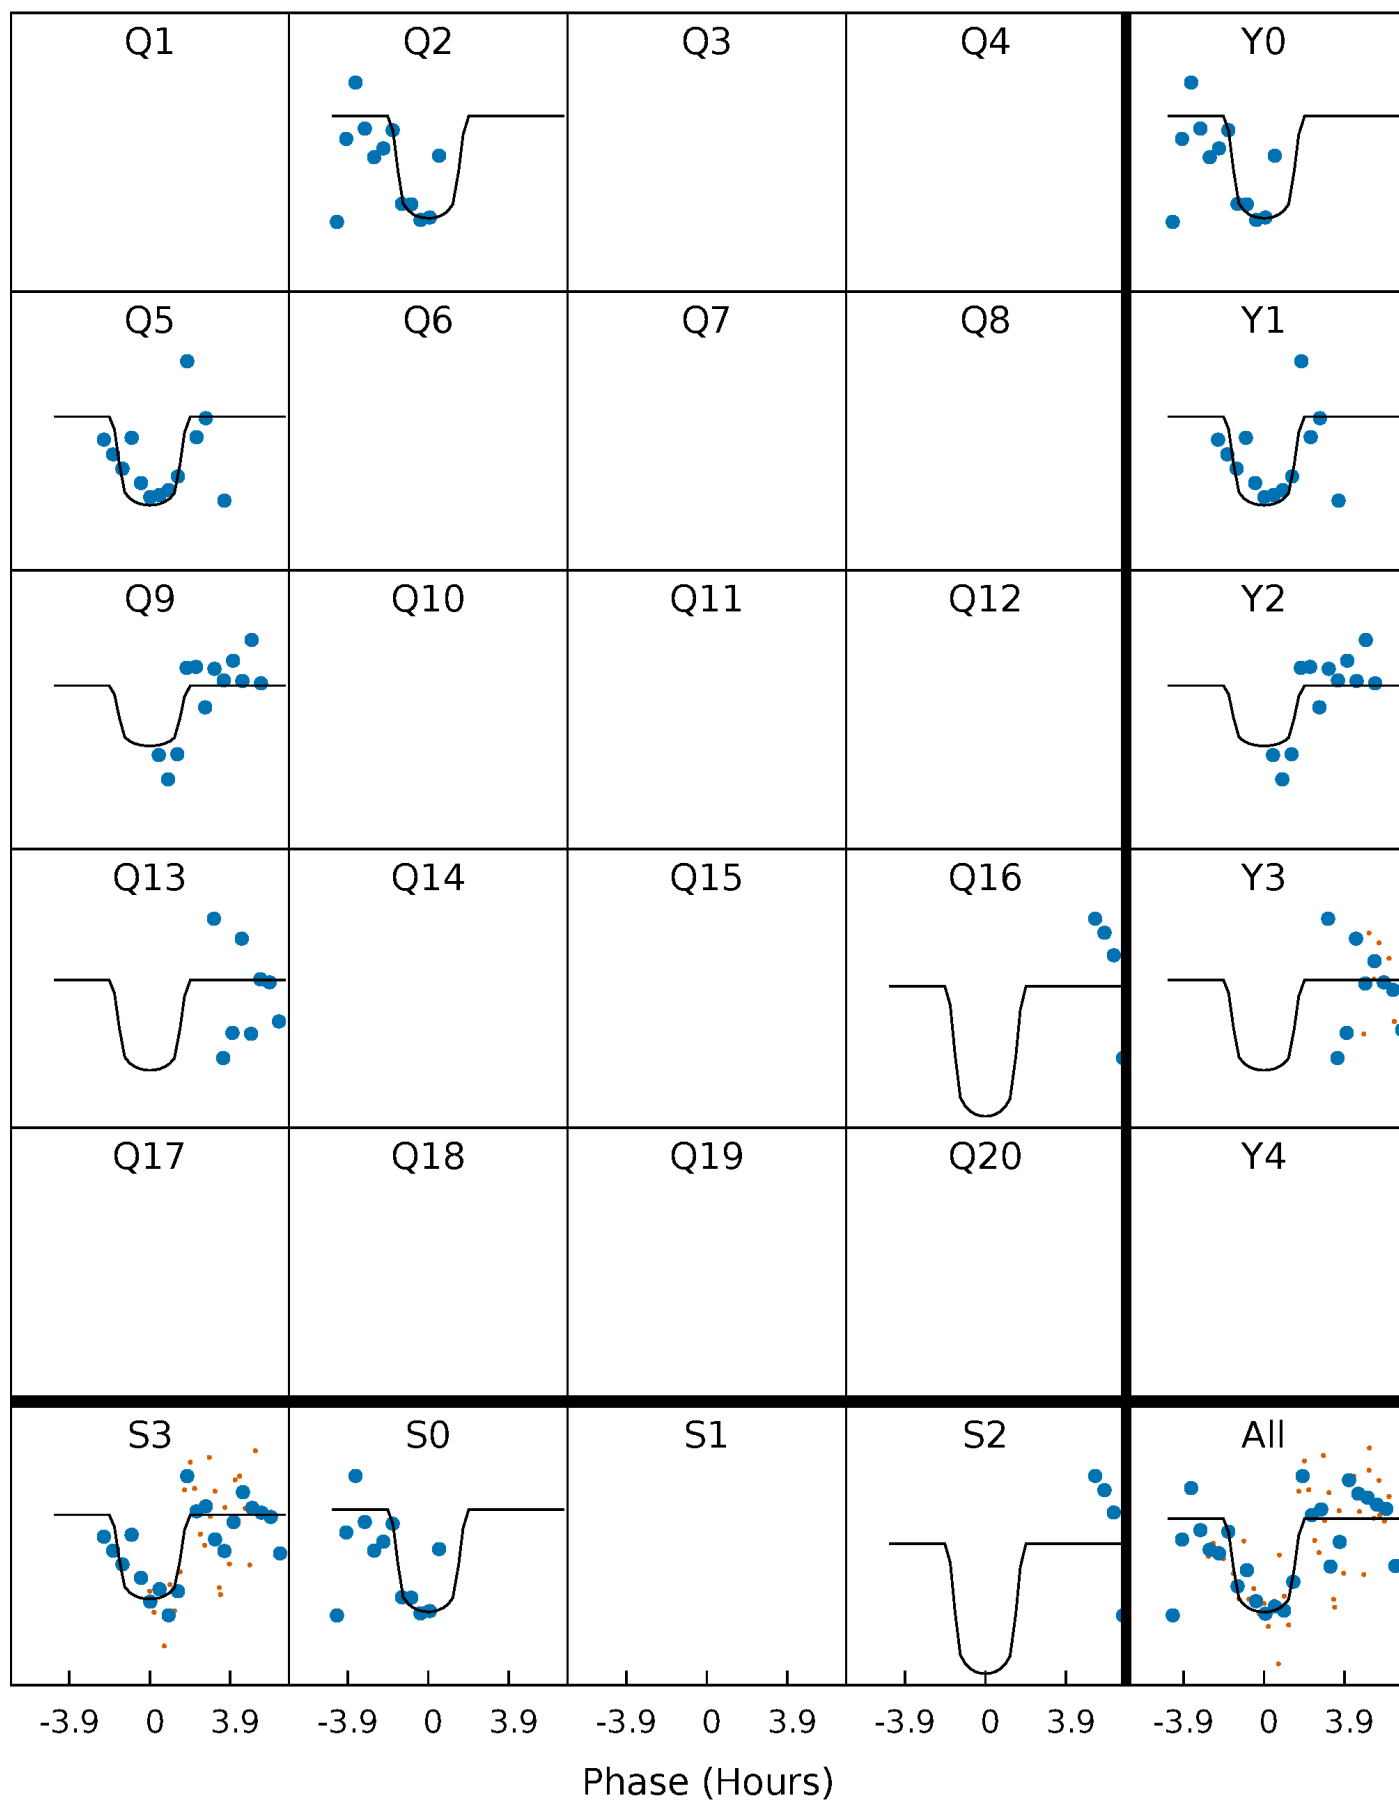 Q1 Q2 Q3 Q4 Y0
Q5 Q6 Q7 Q8 Y1
Q9 Q10 Q11 Q12 Y2
Q13 Q14 Q15 Q16 Y3
Q17 Q18 Q19 Q20 Y4
S3 S0 S1 S2 All
-3.9 0 3.9 -3.9 0 3.9 -3.9 0 3.9 -3.9 0 3.9 -3.9 0 3.9
Phase (Hours)